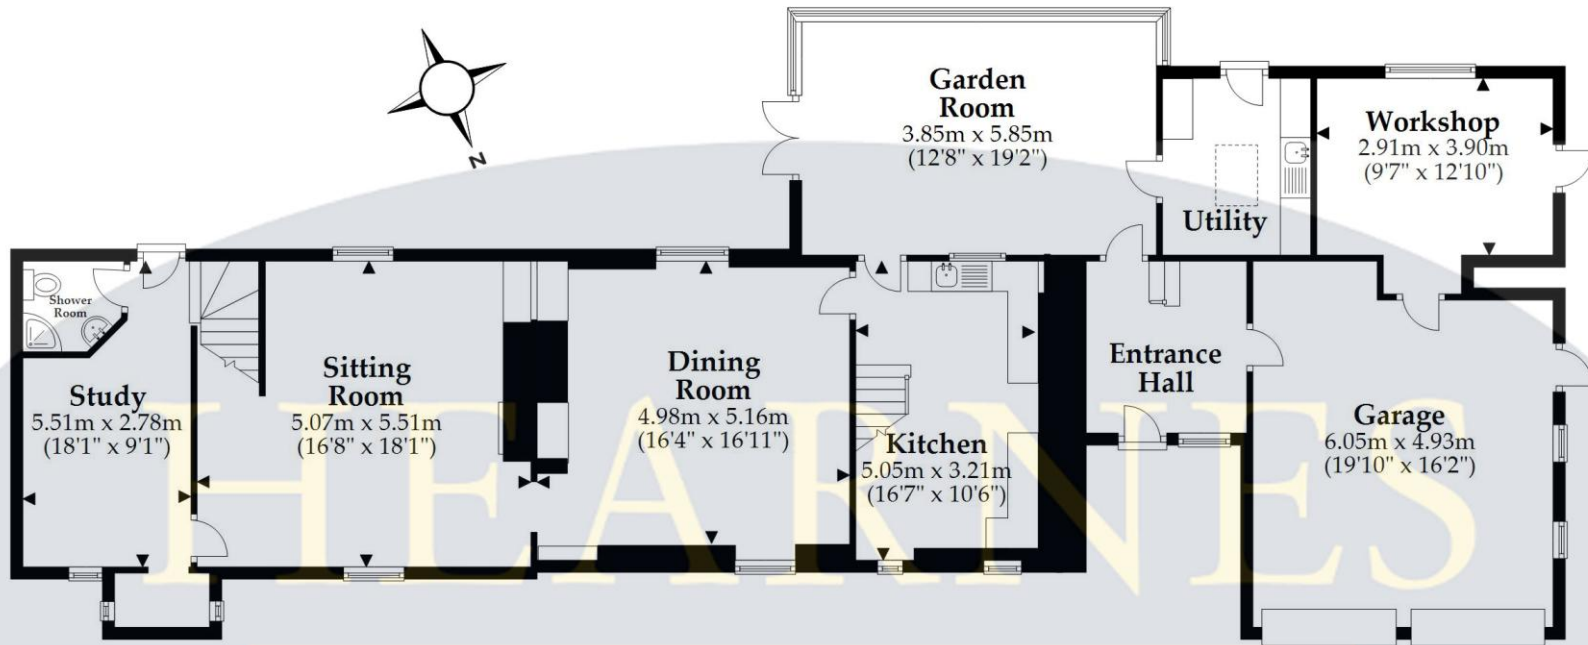 Garden
Room
3.85m x 5.85m
(12'8" x 19'2")
Workshop
2.91m x 3.90m
(9'7" x 12'10")
Utility
N
Shower
Room
Study
5.51m x 2.78m
(18'1" x 9'1")
Sitting
Room
5.07m x 5.51m
(16'8" x 18'1")
Dining
Room
4.98m x 5.16m
(16'4" x 16'11")
Kitchen
5.05m x 3.21m
(16'7" x 10'6")
Entrance
Hall
Garage
6.05m x 4.93m
(19'10" x 16'2")
HEARNES